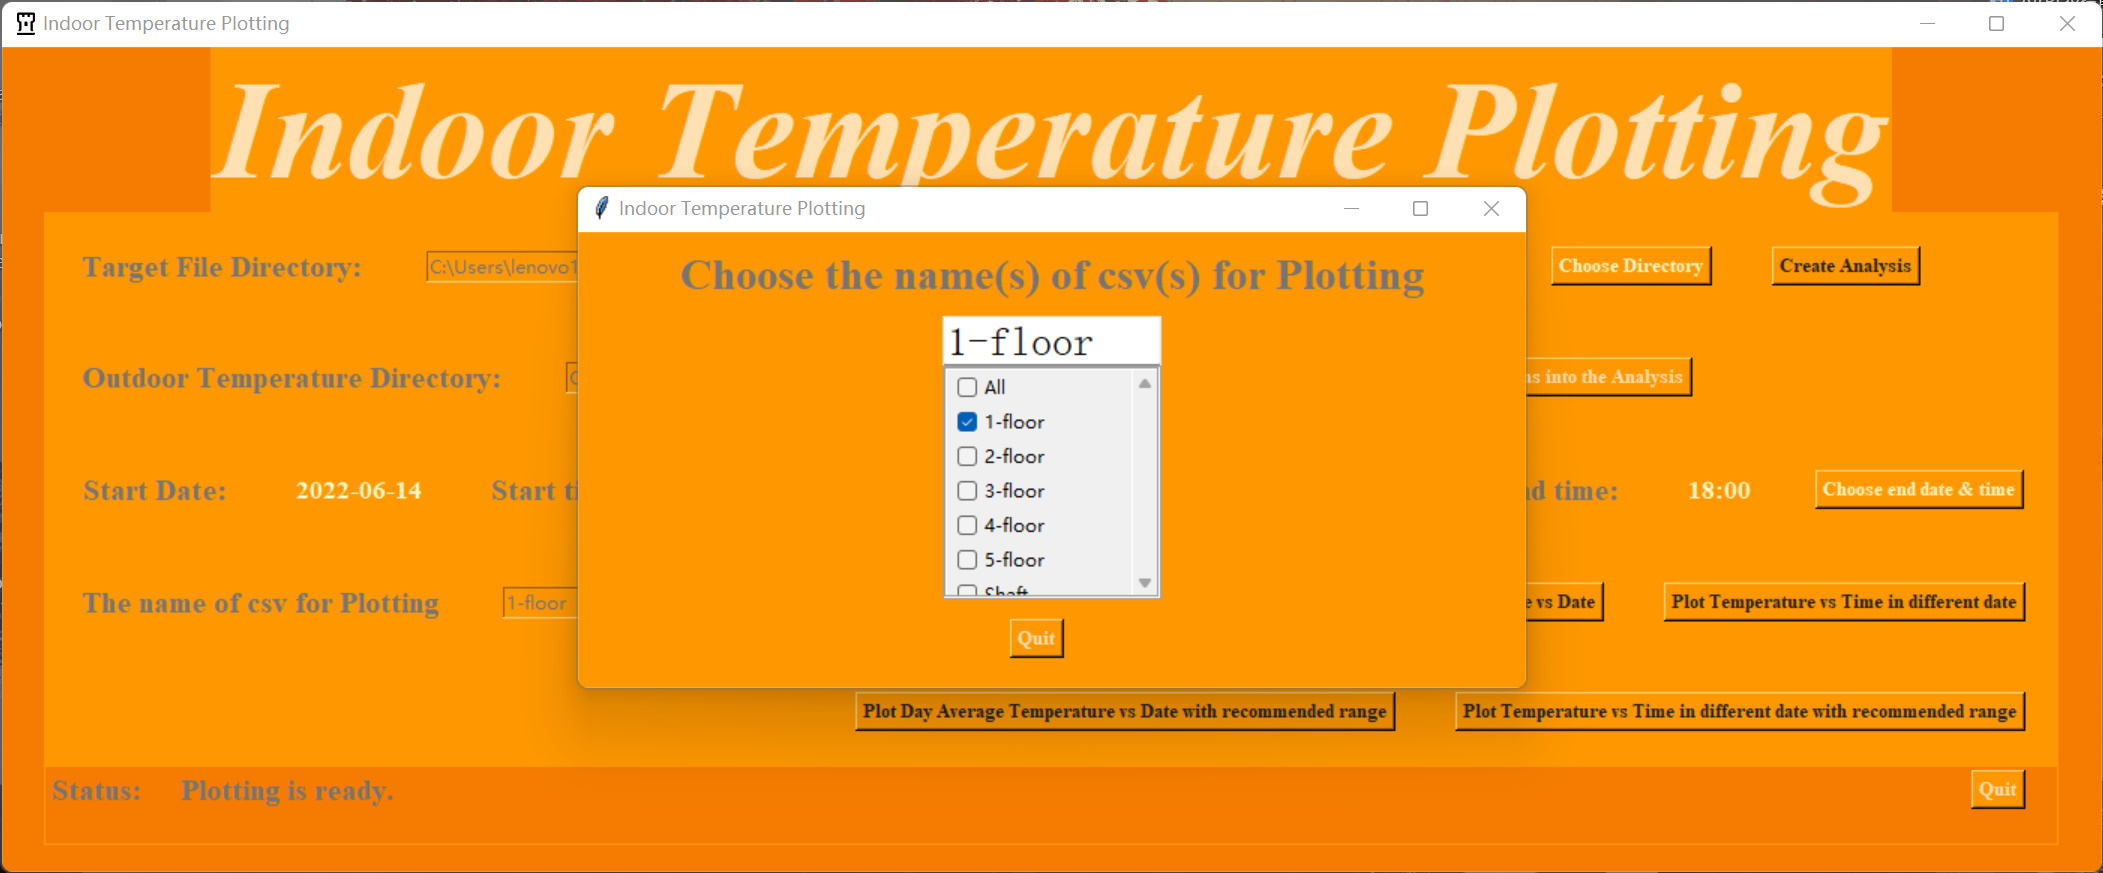 Indoor Temperature Plotting
Indoor Temperature Plotting
Indoor Temperature Plotting
Choose the name(s) of csv(s) for Plotting
1-floor
All
1-floor
2-floor
3-floor
4-floor
5-floor
Shaft
Quit
Target File Directory: C:\Users\lenovo1 Choose Directory Create Analysis
Outdoor Temperature Directory: into the Analysis
Start Date: 2022-06-14 Start time: 18:00 Choose end date & time
The name of csv for Plotting 1-floor vs Date Plot Temperature vs Time in different date
Plot Day Average Temperature vs Date with recommended range Plot Temperature vs Time in different date with recommended range
Status: Plotting is ready. Quit